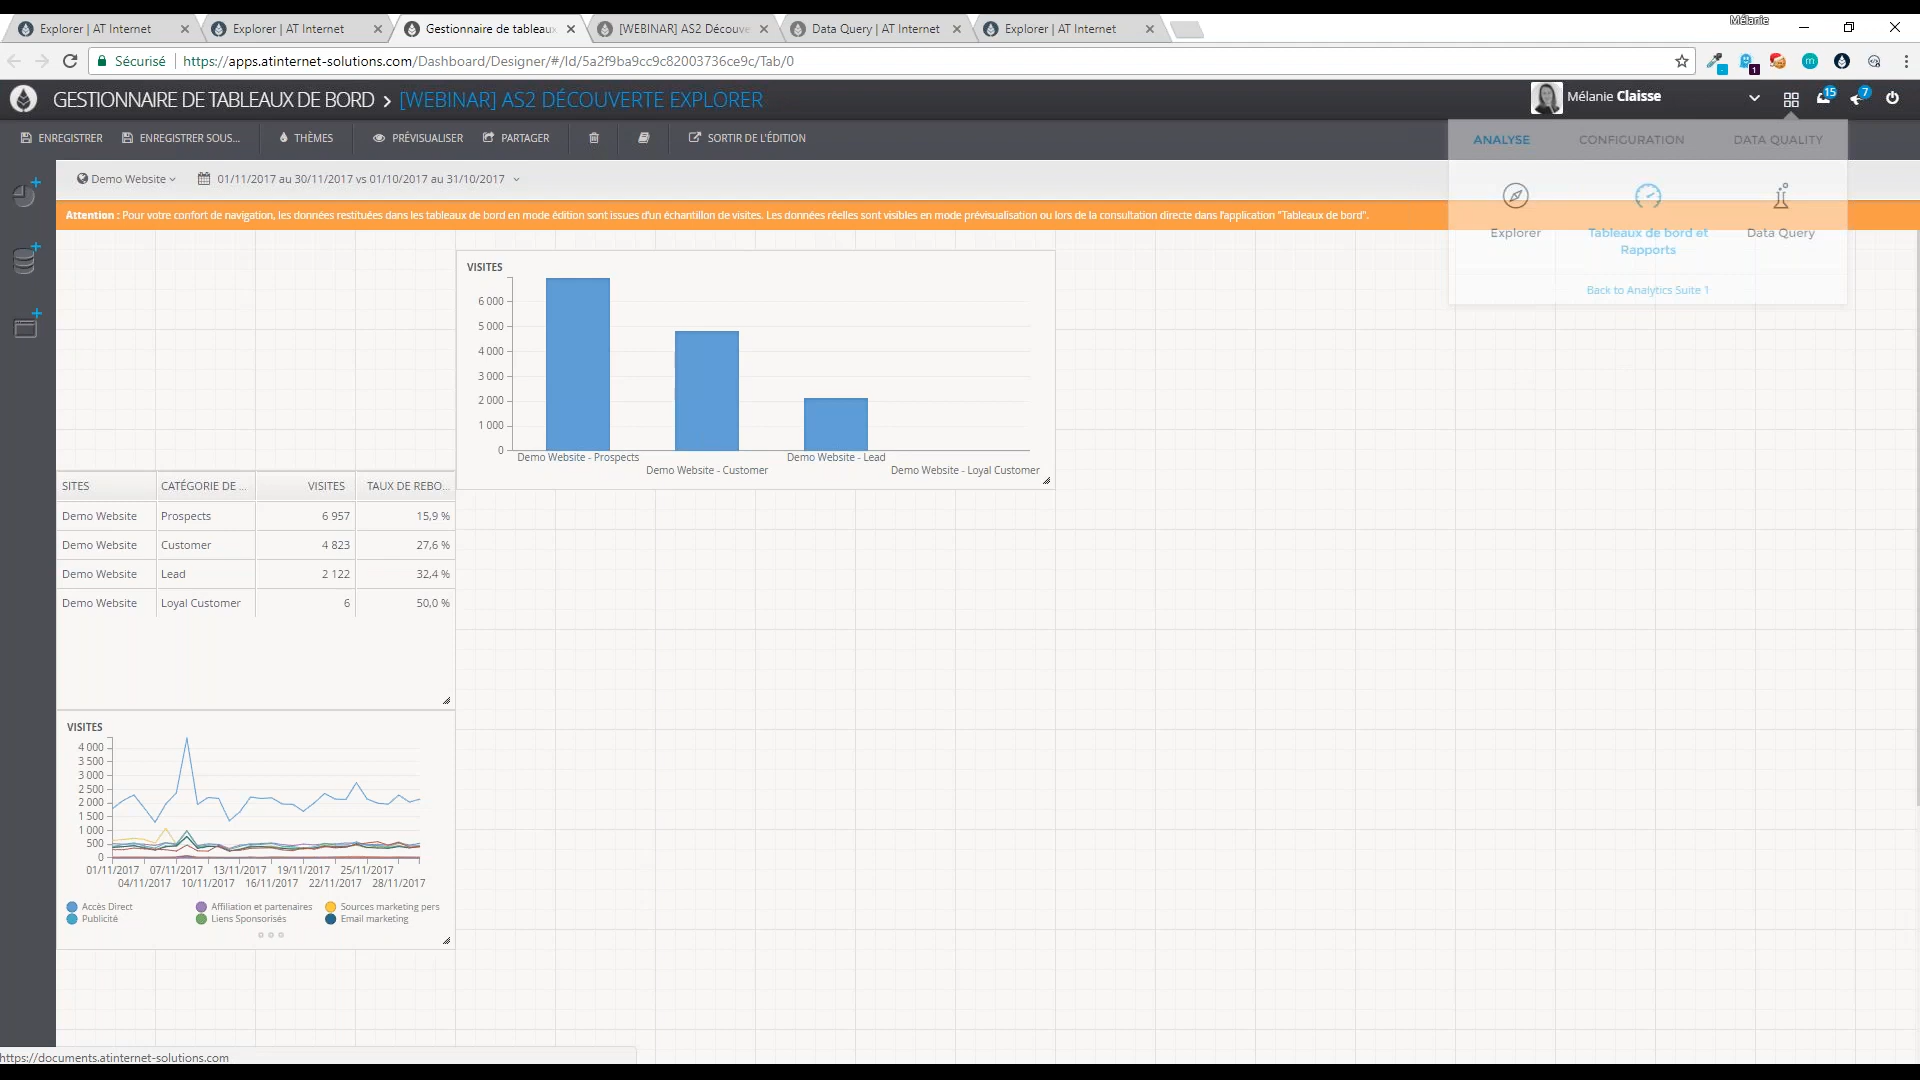 Mélanie
Explorer | AT Internet
Explorer | AT Internet
Gestionnaire de tableaux
[WEBINAR] AS2 Découve
Data Query | AT Internet
Explorer | AT Internet
Sécurisé
https://apps.atinternet-solutions.com/Dashboard/Designer/#/Id/5a2f9ba9cc9c82003736ce9c/Tab/0
1
m
GESTIONNAIRE DE TABLEAUX DE BORD > [WEBINAR] AS2 DÉCOUVERTE EXPLORER
Mélanie Claisse
15
7
ENREGISTRER
ENREGISTRER SOUS...
THÈMES
PRÉVISUALISER
PARTAGER
SORTIR DE L'ÉDITION
ANALYSE
CONFIGURATION
DATA QUALITY
Demo Website
01/11/2017 au 30/11/2017 vs 01/10/2017 au 31/10/2017
Attention : Pour votre confort de navigation, les données restituées dans les tableaux de bord en mode édition sont issues d'un échantillon de visites. Les données réelles sont visibles en mode prévisualisation ou lors de la consultation directe dans l'application "Tableaux de bord".
Explorer
Tableaux de bord et
Rapports
Data Query
Back to Analytics Suite 1
VISITES
6 000
5 000
4 000
3 000
2 000
1 000
0
Demo Website - Prospects
Demo Website - Customer
Demo Website - Lead
Demo Website - Loyal Customer
SITES CATÉGORIE DE ... VISITES TAUX DE REBO...
Demo Website Prospects 6 957 15,9 %
Demo Website Customer 4 823 27,6 %
Demo Website Lead 2 122 32,4 %
Demo Website Loyal Customer 6 50,0 %
VISITES
4 000
3 500
3 000
2 500
2 000
1 500
1 000
500
0
01/11/2017 07/11/2017 13/11/2017 19/11/2017 25/11/2017
04/11/2017 10/11/2017 16/11/2017 22/11/2017 28/11/2017
Accès Direct Affiliation et partenaires Sources marketing pers
Publicité Liens Sponsorisés Email marketing
https://documents.atinternet-solutions.com